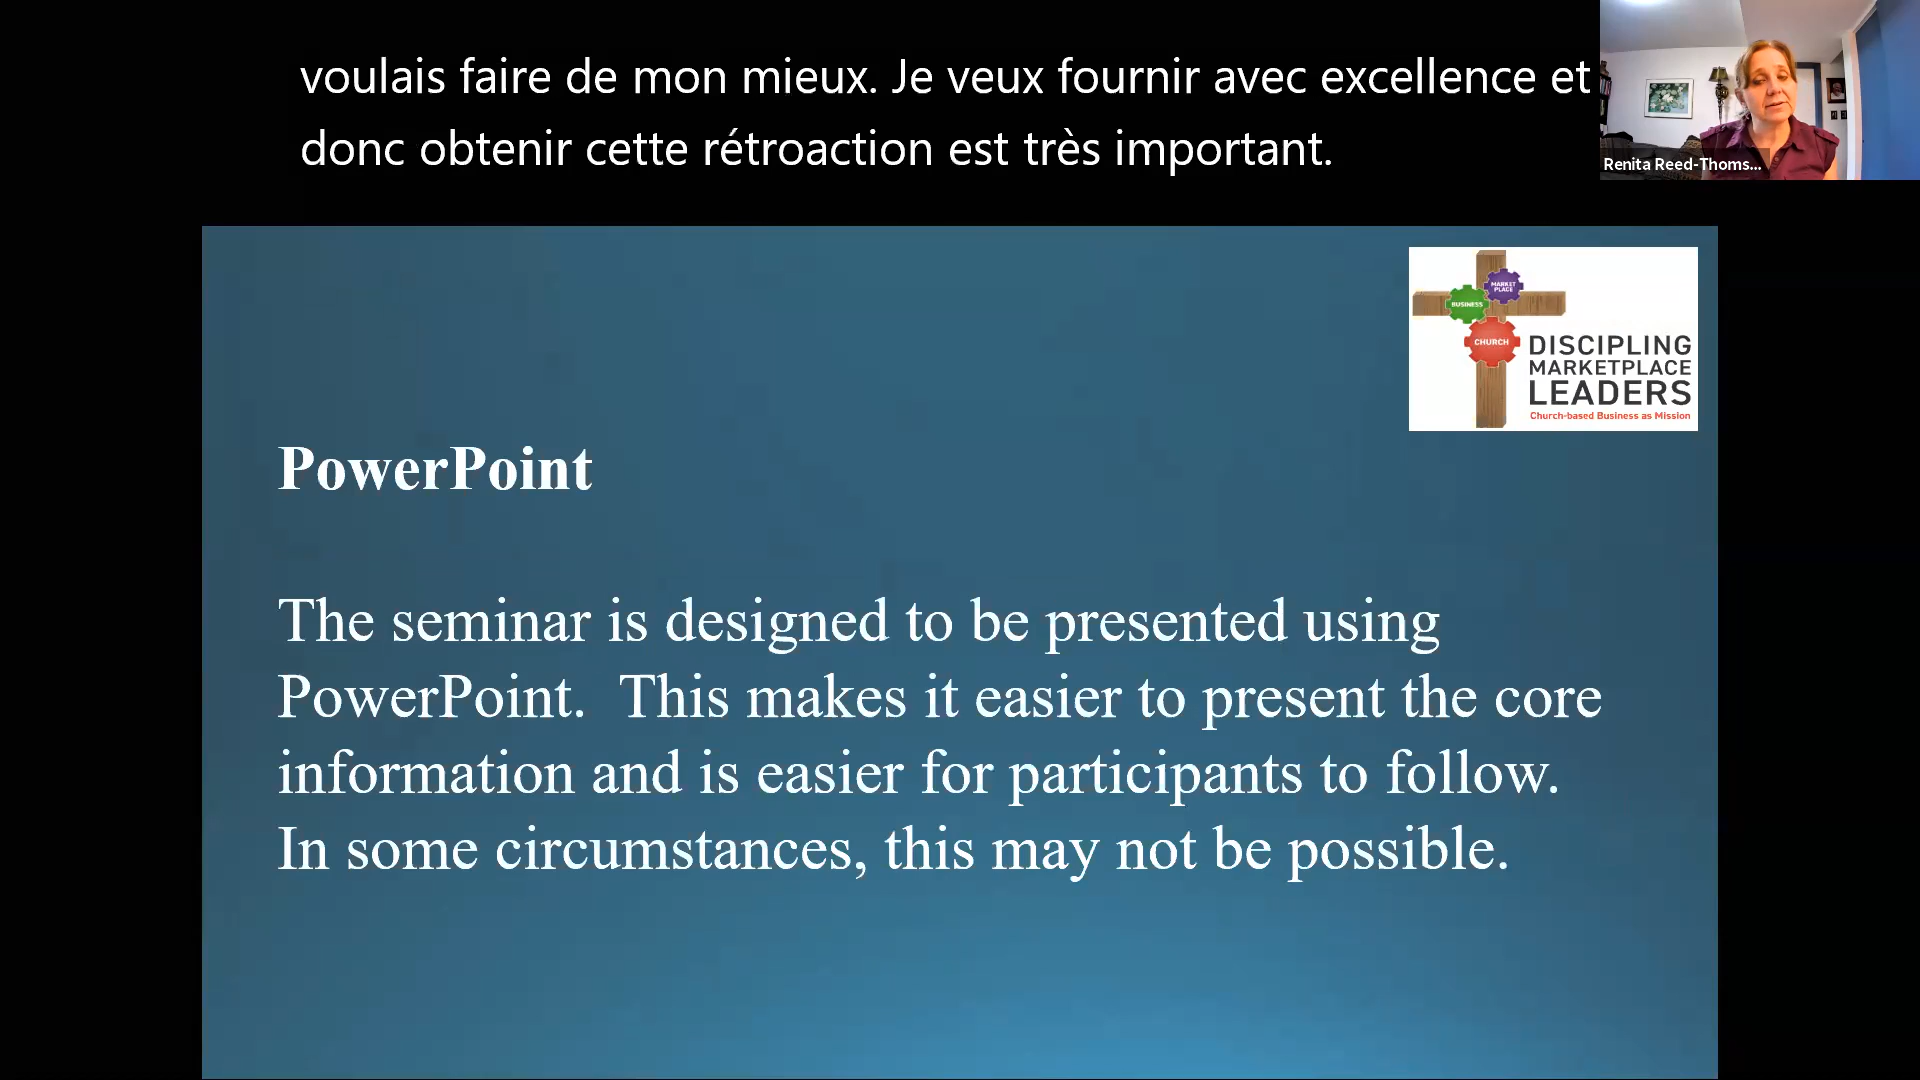 voulais faire de mon mieux. Je veux fournir avec excellence et
donc obtenir cette rétroaction est très important.
Renita Reed-Thoms...
MARKET
PLACE
BUSINESS
CHURCH
DISCIPLING
MARKETPLACE
LEADERS
Church-based Business as Mission
PowerPoint
The seminar is designed to be presented using
PowerPoint.  This makes it easier to present the core
information and is easier for participants to follow.
In some circumstances, this may not be possible.